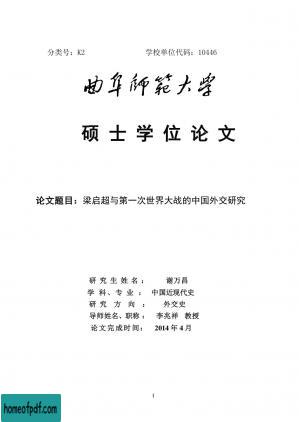 分类号：K2 学校单位代码：10446
曲阜师范大学
硕士学位论文
论文题目：梁启超与第一次世界大战的中国外交研究
研究生姓名：谢万昌
学科、专业：中国近现代史
研究方向：外交史
导师姓名、职称：李兆祥 教授
论文完成时间：2014年4月
1
homeofpdf.com